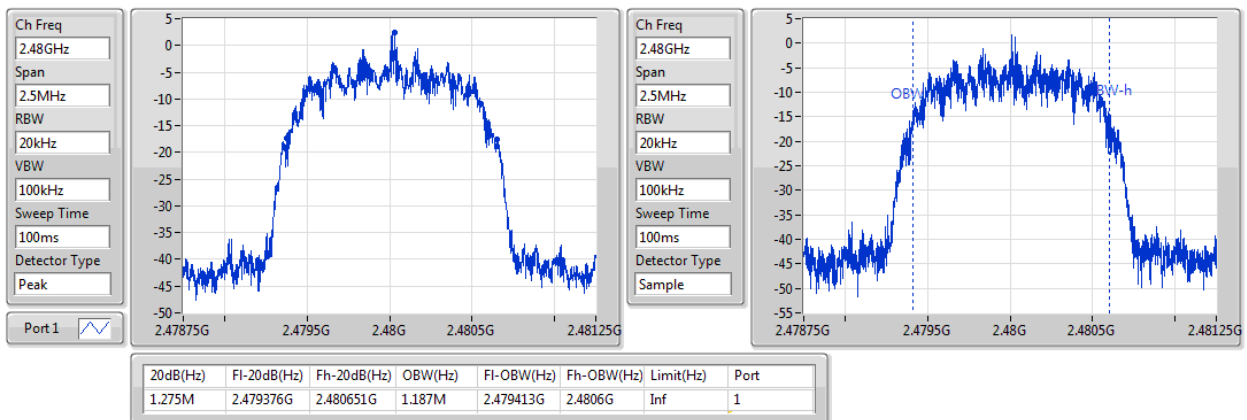 Ch Freq
2.48GHz
Span
2.5MHz
RBW
20kHz
VBW
100kHz
Sweep Time
100ms
Detector Type
Peak
Port 1
5
0
-5
-10
-15
-20
-25
-30
-35
-40
-45
-50
2.47875G 2.4795G 2.48G 2.4805G 2.48125G
Ch Freq
2.48GHz
Span
2.5MHz
RBW
20kHz
VBW
100kHz
Sweep Time
100ms
Detector Type
Sample
5
0
-5
-10
-15
-20
-25
-30
-35
-40
-45
-50
-55
OBW BW-h
2.47875G 2.4795G 2.48G 2.4805G 2.48125G
20dB(Hz) Fl-20dB(Hz) Fh-20dB(Hz) OBW(Hz) Fl-OBW(Hz) Fh-OBW(Hz) Limit(Hz) Port
1.275M 2.479376G 2.480651G 1.187M 2.479413G 2.4806G Inf 1